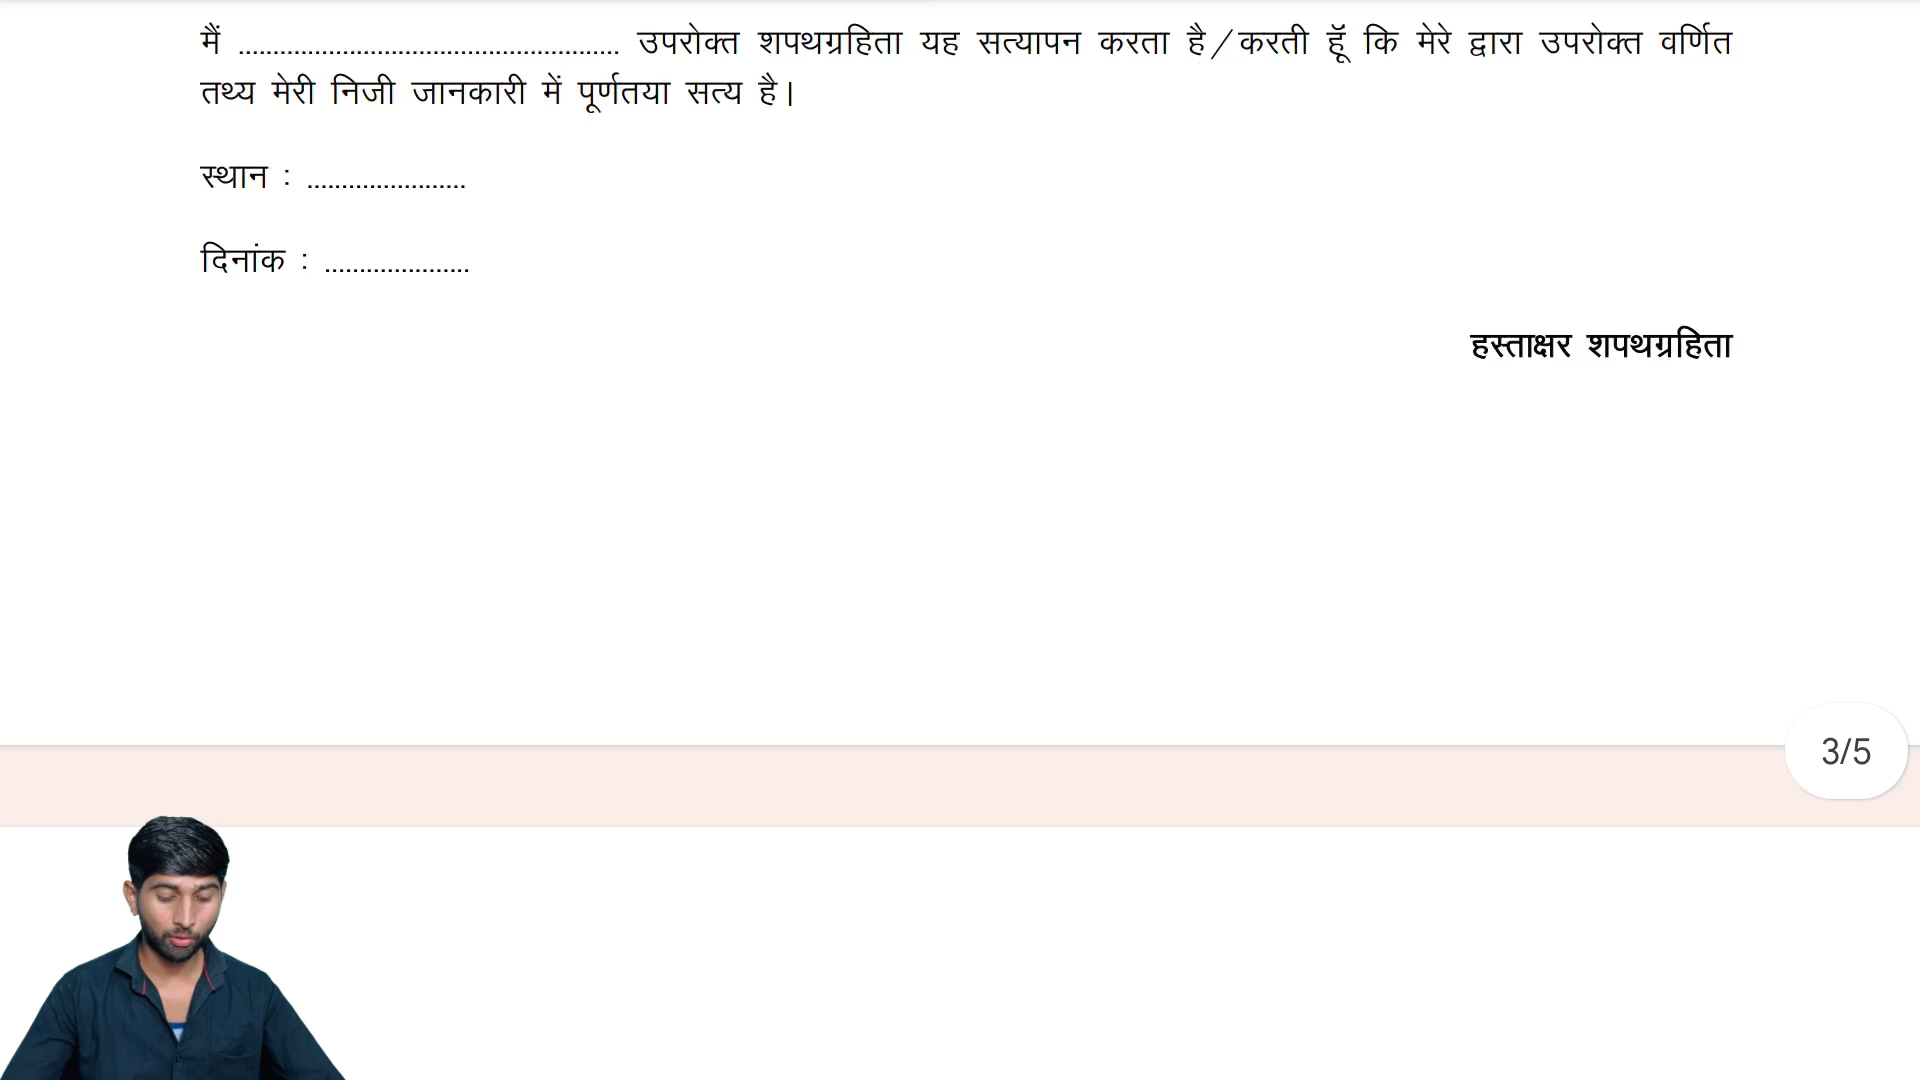 मैं ...................................................... उपरोक्त शपथग्रहिता यह सत्यापन करता है/करती हूॅं कि मेरे द्वारा उपरोक्त वर्णित
तथ्य मेरी निजी जानकारी में पूर्णतया सत्य है।
स्थान : .......................
दिनांक : .....................
हस्ताक्षर शपथग्रहिता
3/5